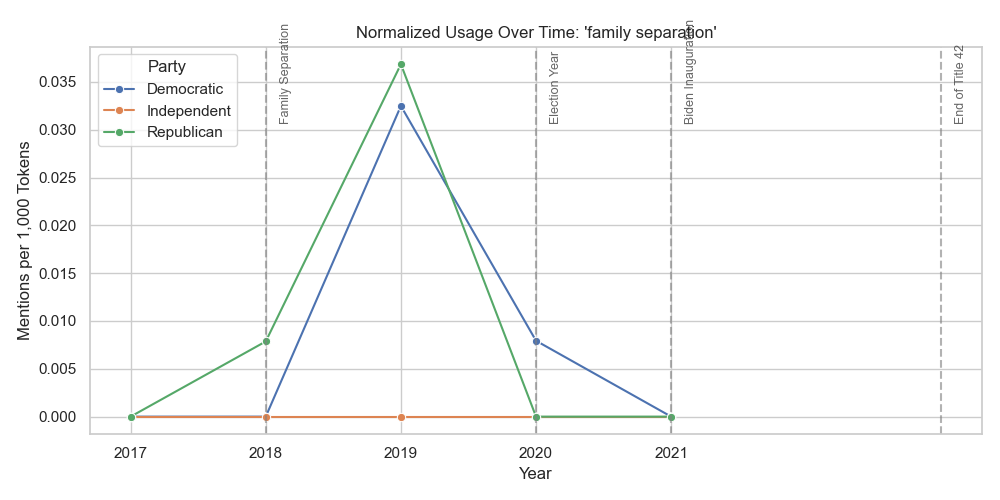 Normalized Usage Over Time: 'family separation'
Party
Democratic
Independent
Republican
Family Separation
Election Year
Biden Inauguration
End of Title 42
Mentions per 1,000 Tokens
0.035
0.030
0.025
0.020
0.015
0.010
0.005
0.000
2017 2018 2019 2020 2021
Year